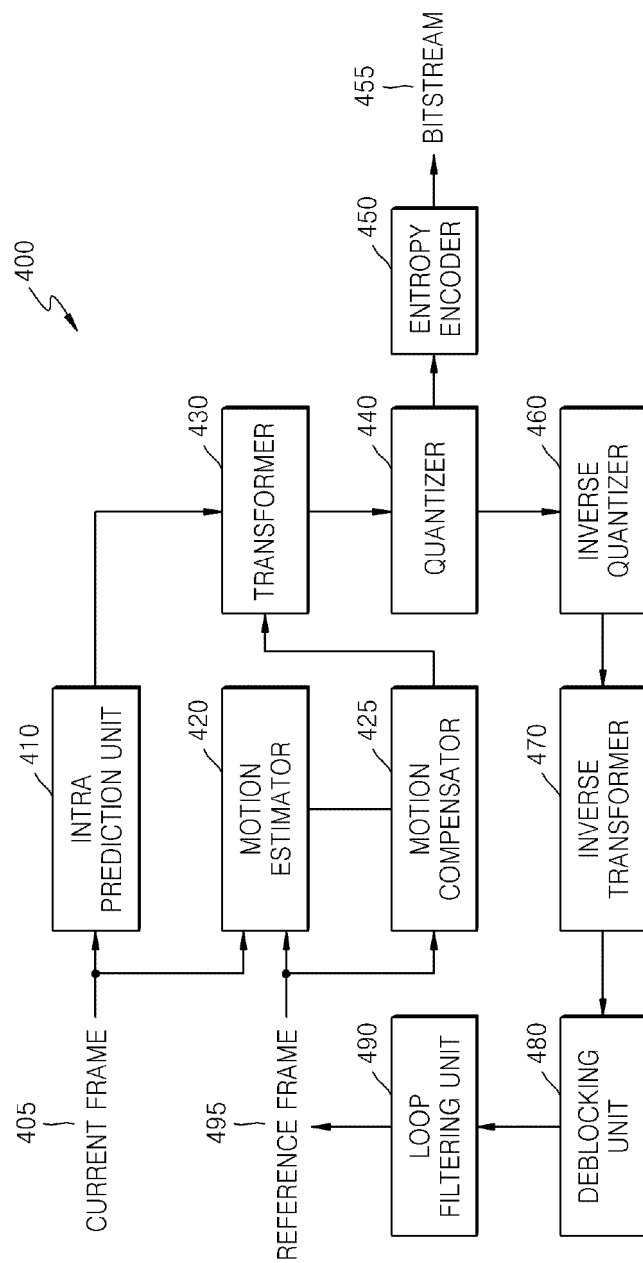 400
405
CURRENT FRAME
410
INTRA
PREDICTION UNIT
495
REFERENCE FRAME
420
MOTION
ESTIMATOR
430
TRANSFORMER
490
LOOP
FILTERING UNIT
425
MOTION
COMPENSATOR
440
QUANTIZER
450
ENTROPY
ENCODER
455
BITSTREAM
480
DEBLOCKING
UNIT
470
INVERSE
TRANSFORMER
460
INVERSE
QUANTIZER